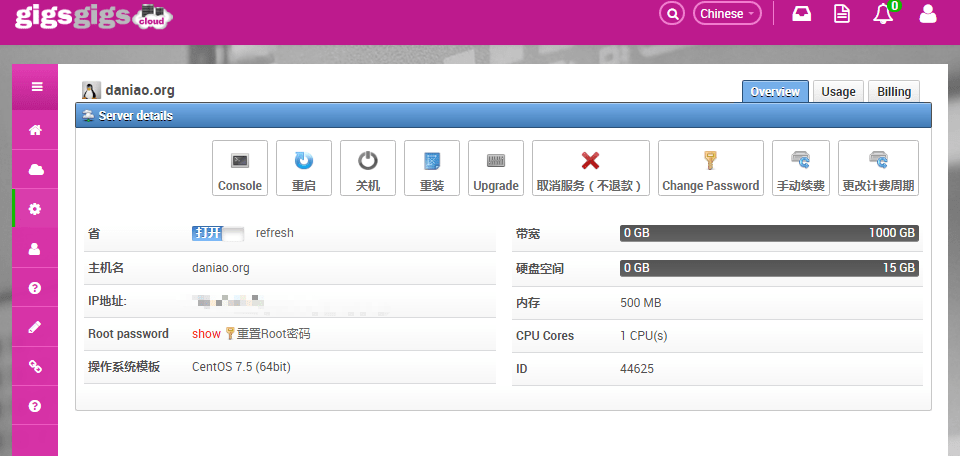 gigsgigs cloud
Chinese
0
daniao.org
Overview Usage Billing
Server details
Console 重启 关机 重装 Upgrade 取消服务 ( 不退款 ) Change Password 手动续费 更改计费周期
省 打开 refresh
主机名 daniao.org
IP地址:
Root password show 重置Root密码
操作系统模板 CentOS 7.5 (64bit)
带宽 0 GB 1000 GB
硬盘空间 0 GB 15 GB
内存 500 MB
CPU Cores 1 CPU(s)
ID 44625